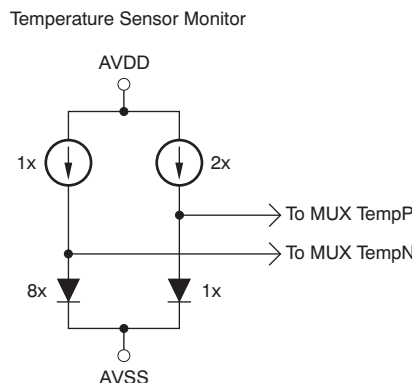 Temperature Sensor Monitor
AVDD
1x
2x
To MUX TempP
To MUX TempN
8x
1x
AVSS